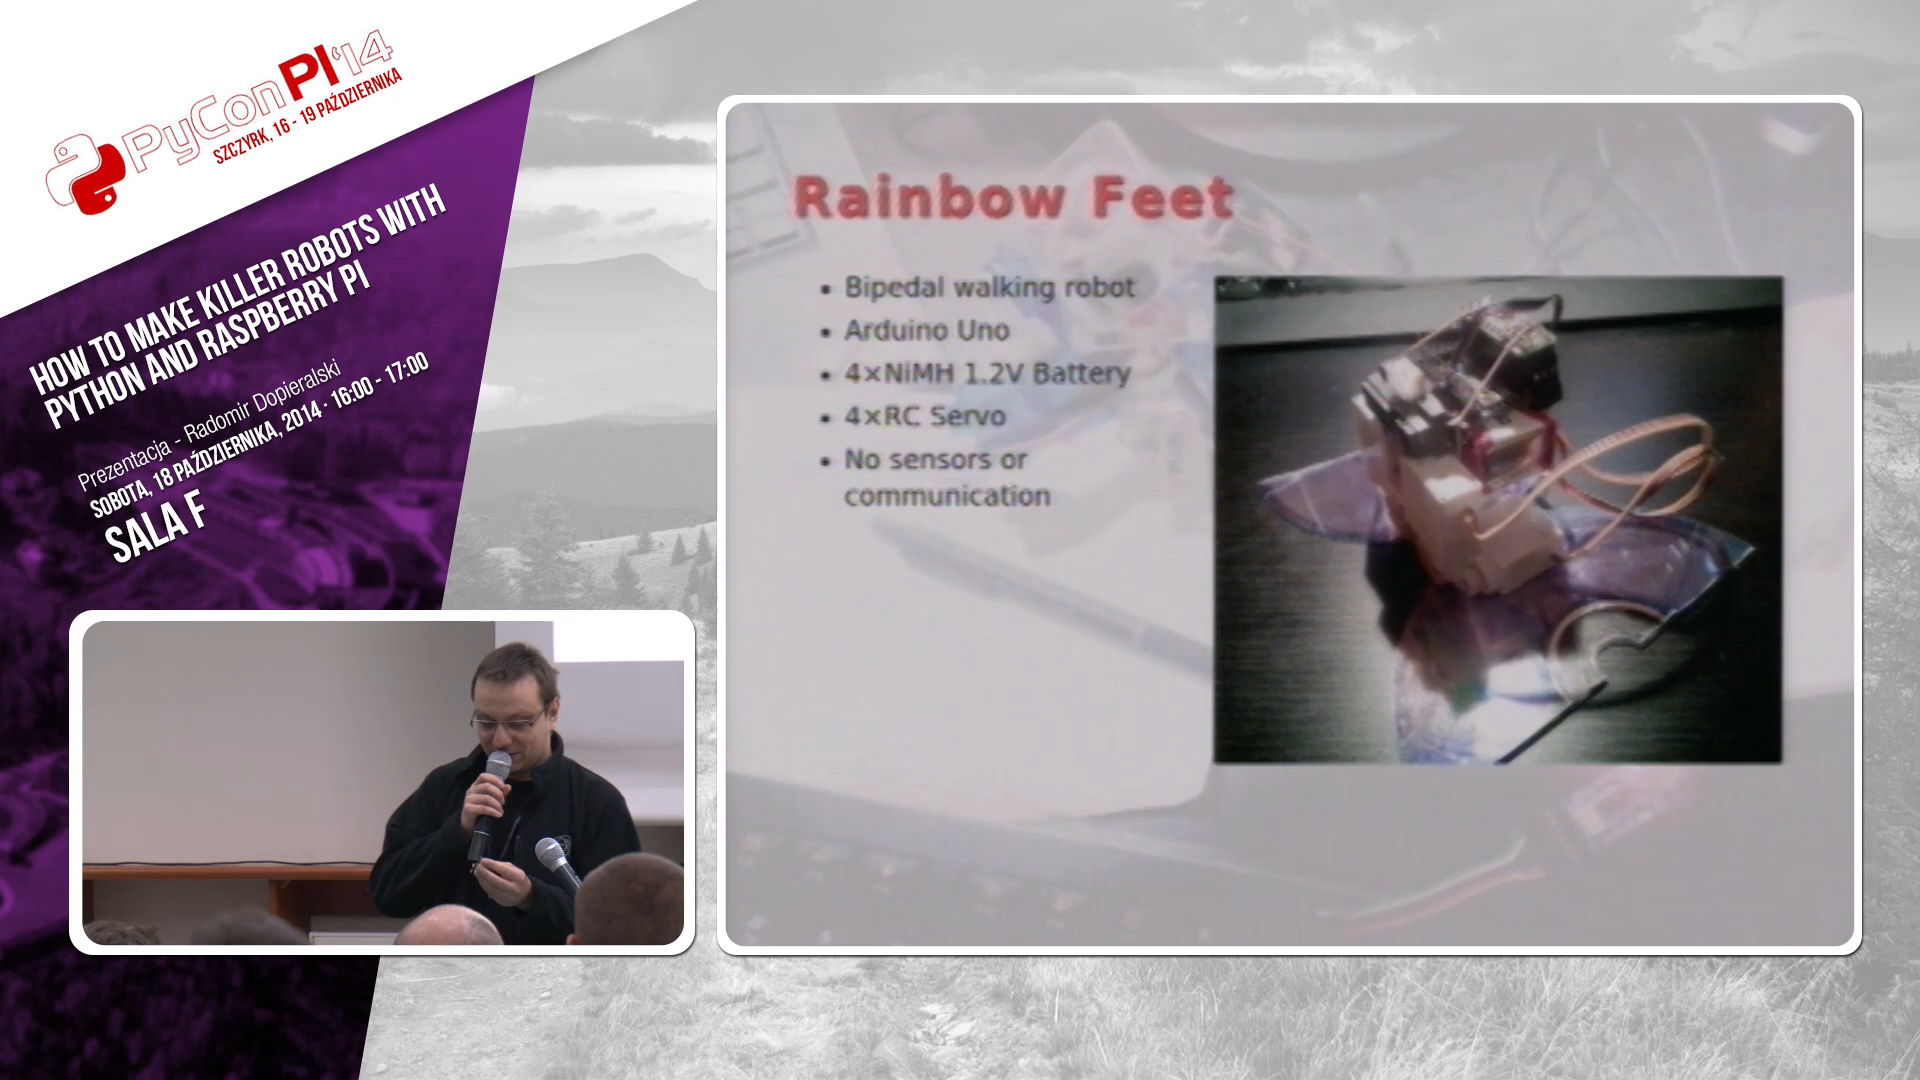 PyConPl'14
SZCZYRK, 16 - 19 PAŹDZIERNIKA
HOW TO MAKE KILLER ROBOTS WITH
PYTHON AND RASPBERRY PI
Prezentacja - Radomir Dopieralski
SOBOTA, 18 PAŹDZIERNIKA, 2014 · 16:00 - 17:00
SALA F
Rainbow Feet
• Bipedal walking robot
• Arduino Uno
• 4×NiMH 1.2V Battery
• 4×RC Servo
• No sensors or
communication